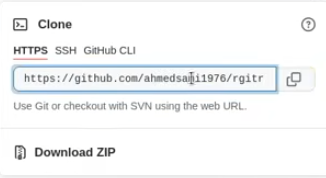 Clone
HTTPS SSH GitHub CLI
https://github.com/ahmedsami1976/rgitr
Use Git or checkout with SVN using the web URL.
Download ZIP